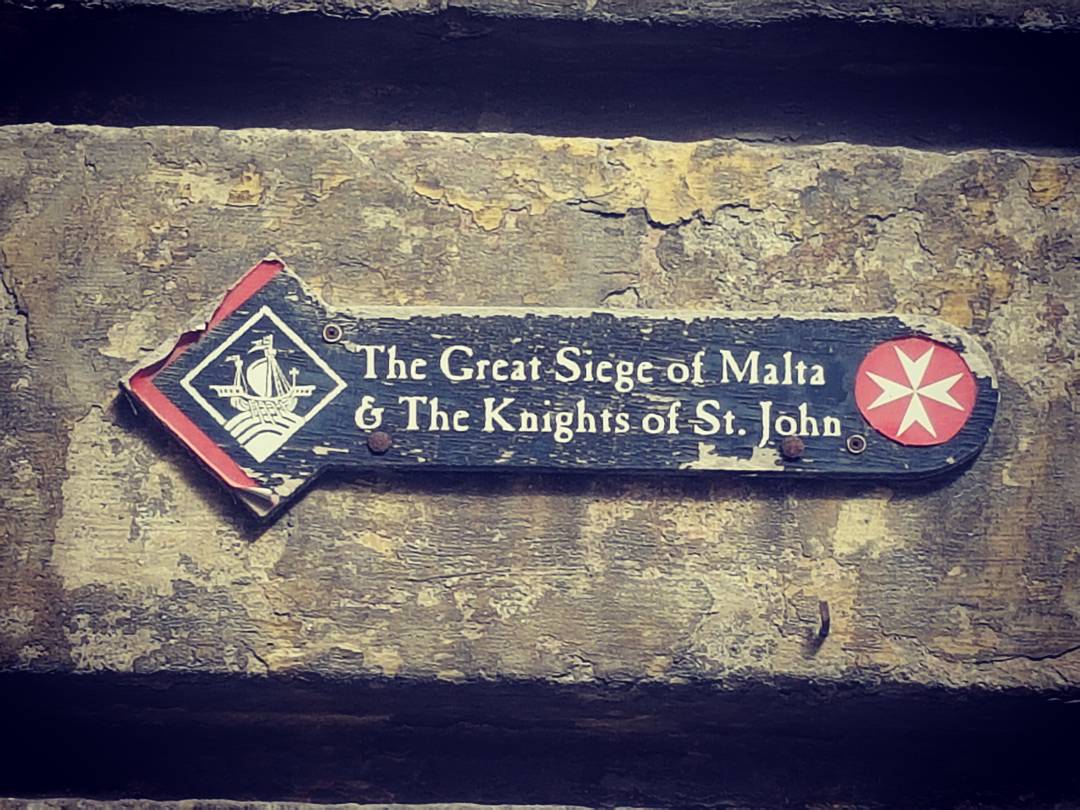 The Great Siege of Malta
& The Knights of St. John